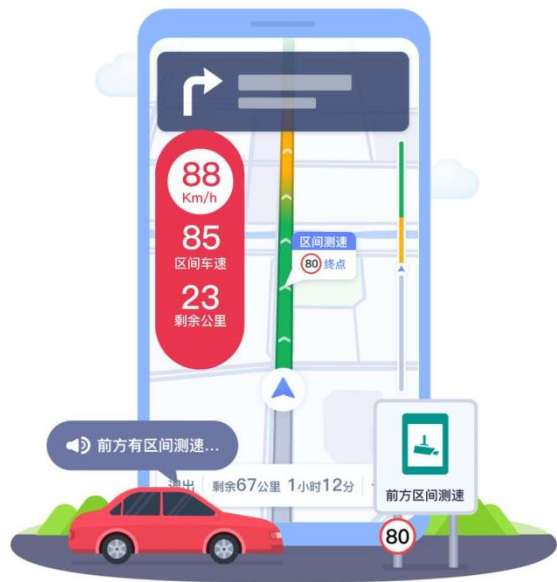 88
Km/h
85
区间车速
23
剩余公里
区间测速
80 终点
前方有区间测速...
退出 剩余67公里 1小时12分
前方区间测速
80